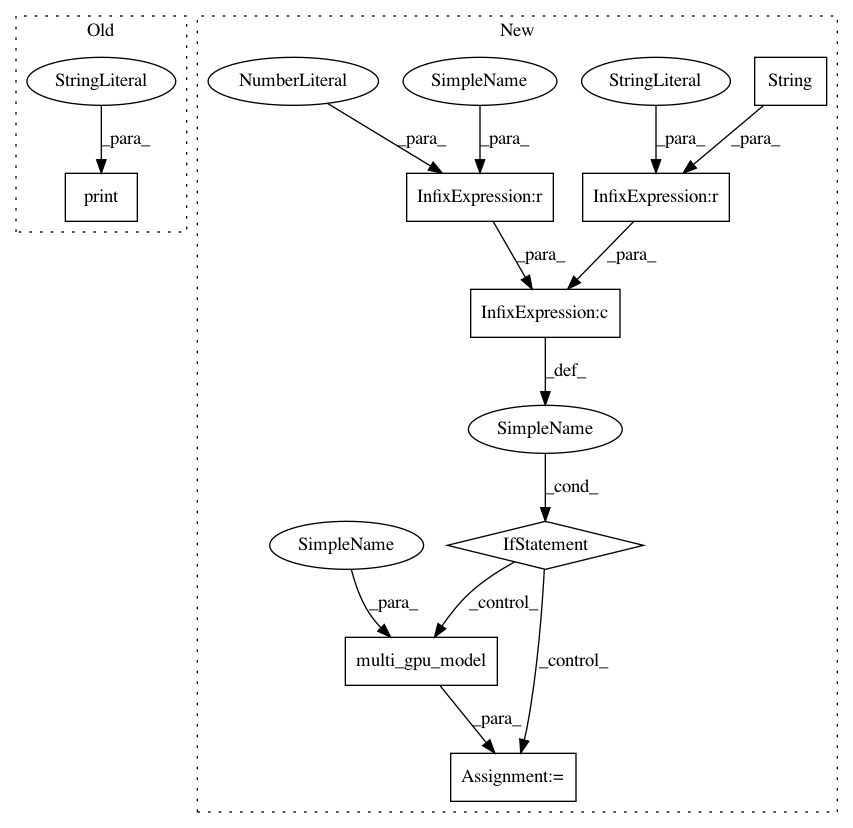 Old
New
StringLiteral
NumberLiteral
SimpleName
StringLiteral
String
_para_
_para_
_para_
_para_
_para_
print
InfixExpression:r
InfixExpression:r
_para_
_para_
InfixExpression:c
_def_
SimpleName
_cond_
SimpleName
IfStatement
_para_
_control_
multi_gpu_model
_control_
_para_
Assignment:=